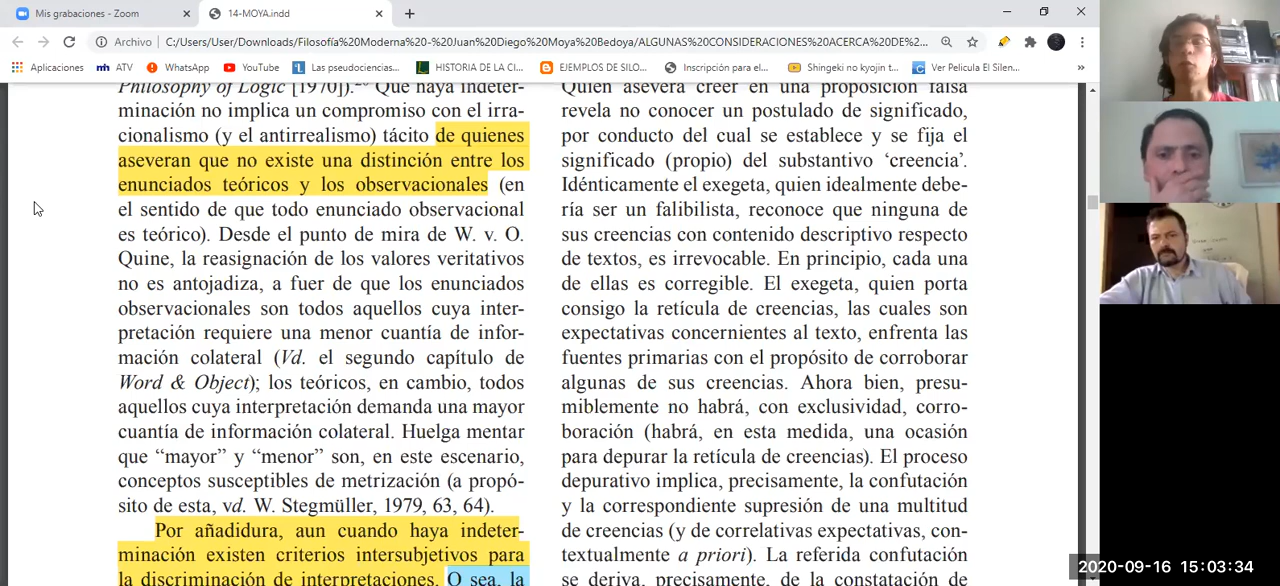 Mis grabaciones - Zoom
14-MOYA.indd
Archivo
C:/Users/User/Downloads/Filosofía%20Moderna%20-%20Juan%20Diego%20Moya%20Bedoya/ALGUNAS%20CONSIDERACIONES%20ACERCA%20DE%...
Aplicaciones
ATV
WhatsApp
YouTube
Las pseudociencias...
HISTORIA DE LA CI...
EJEMPLOS DE SILO...
Inscripción para el...
Shingeki no kyojin t...
Ver Pelicula El Silen...
»
Philosophy of Logic [1970]).²⁰ Que haya indeter-
minación no implica un compromiso con el irra-
cionalismo (y el antirrealismo) tácito de quienes
aseveran que no existe una distinción entre los
enunciados teóricos y los observacionales (en
el sentido de que todo enunciado observacional
es teórico). Desde el punto de mira de W. v. O.
Quine, la reasignación de los valores veritativos
no es antojadiza, a fuer de que los enunciados
observacionales son todos aquellos cuya inter-
pretación requiere una menor cuantía de infor-
mación colateral (Vd. el segundo capítulo de
Word & Object); los teóricos, en cambio, todos
aquellos cuya interpretación demanda una mayor
cuantía de información colateral. Huelga mentar
que “mayor” y “menor” son, en este escenario,
conceptos susceptibles de metrización (a propó-
sito de esta, vd. W. Stegmüller, 1979, 63, 64).
Por añadidura, aun cuando haya indeter-
minación existen criterios intersubjetivos para
la discriminación de interpretaciones. O sea, la
Quien asevera creer en una proposición falsa
revela no conocer un postulado de significado,
por conducto del cual se establece y se fija el
significado (propio) del substantivo ‘creencia’.
Idénticamente el exegeta, quien idealmente debe-
ría ser un falibilista, reconoce que ninguna de
sus creencias con contenido descriptivo respecto
de textos, es irrevocable. En principio, cada una
de ellas es corregible. El exegeta, quien porta
consigo la retícula de creencias, las cuales son
expectativas concernientes al texto, enfrenta las
fuentes primarias con el propósito de corroborar
algunas de sus creencias. Ahora bien, presu-
miblemente no habrá, con exclusividad, corro-
boración (habrá, en esta medida, una ocasión
para depurar la retícula de creencias). El proceso
depurativo implica, precisamente, la confutación
y la correspondiente supresión de una multitud
de creencias (y de correlativas expectativas, con-
textualmente a priori). La referida confutación
se deriva, precisamente, de la constatación de
2020-09-16 15:03:34